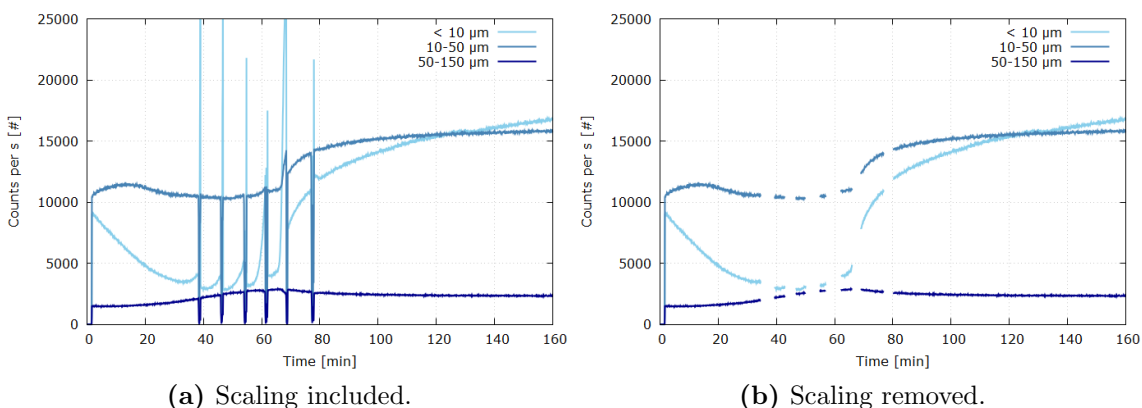 25000
20000
15000
10000
5000
0
Counts per s [#]
< 10 µm
10-50 µm
50-150 µm
0 20 40 60 80 100 120 140 160
Time [min]
(a) Scaling included.
25000
20000
15000
10000
5000
0
Counts per s [#]
< 10 µm
10-50 µm
50-150 µm
0 20 40 60 80 100 120 140 160
Time [min]
(b) Scaling removed.